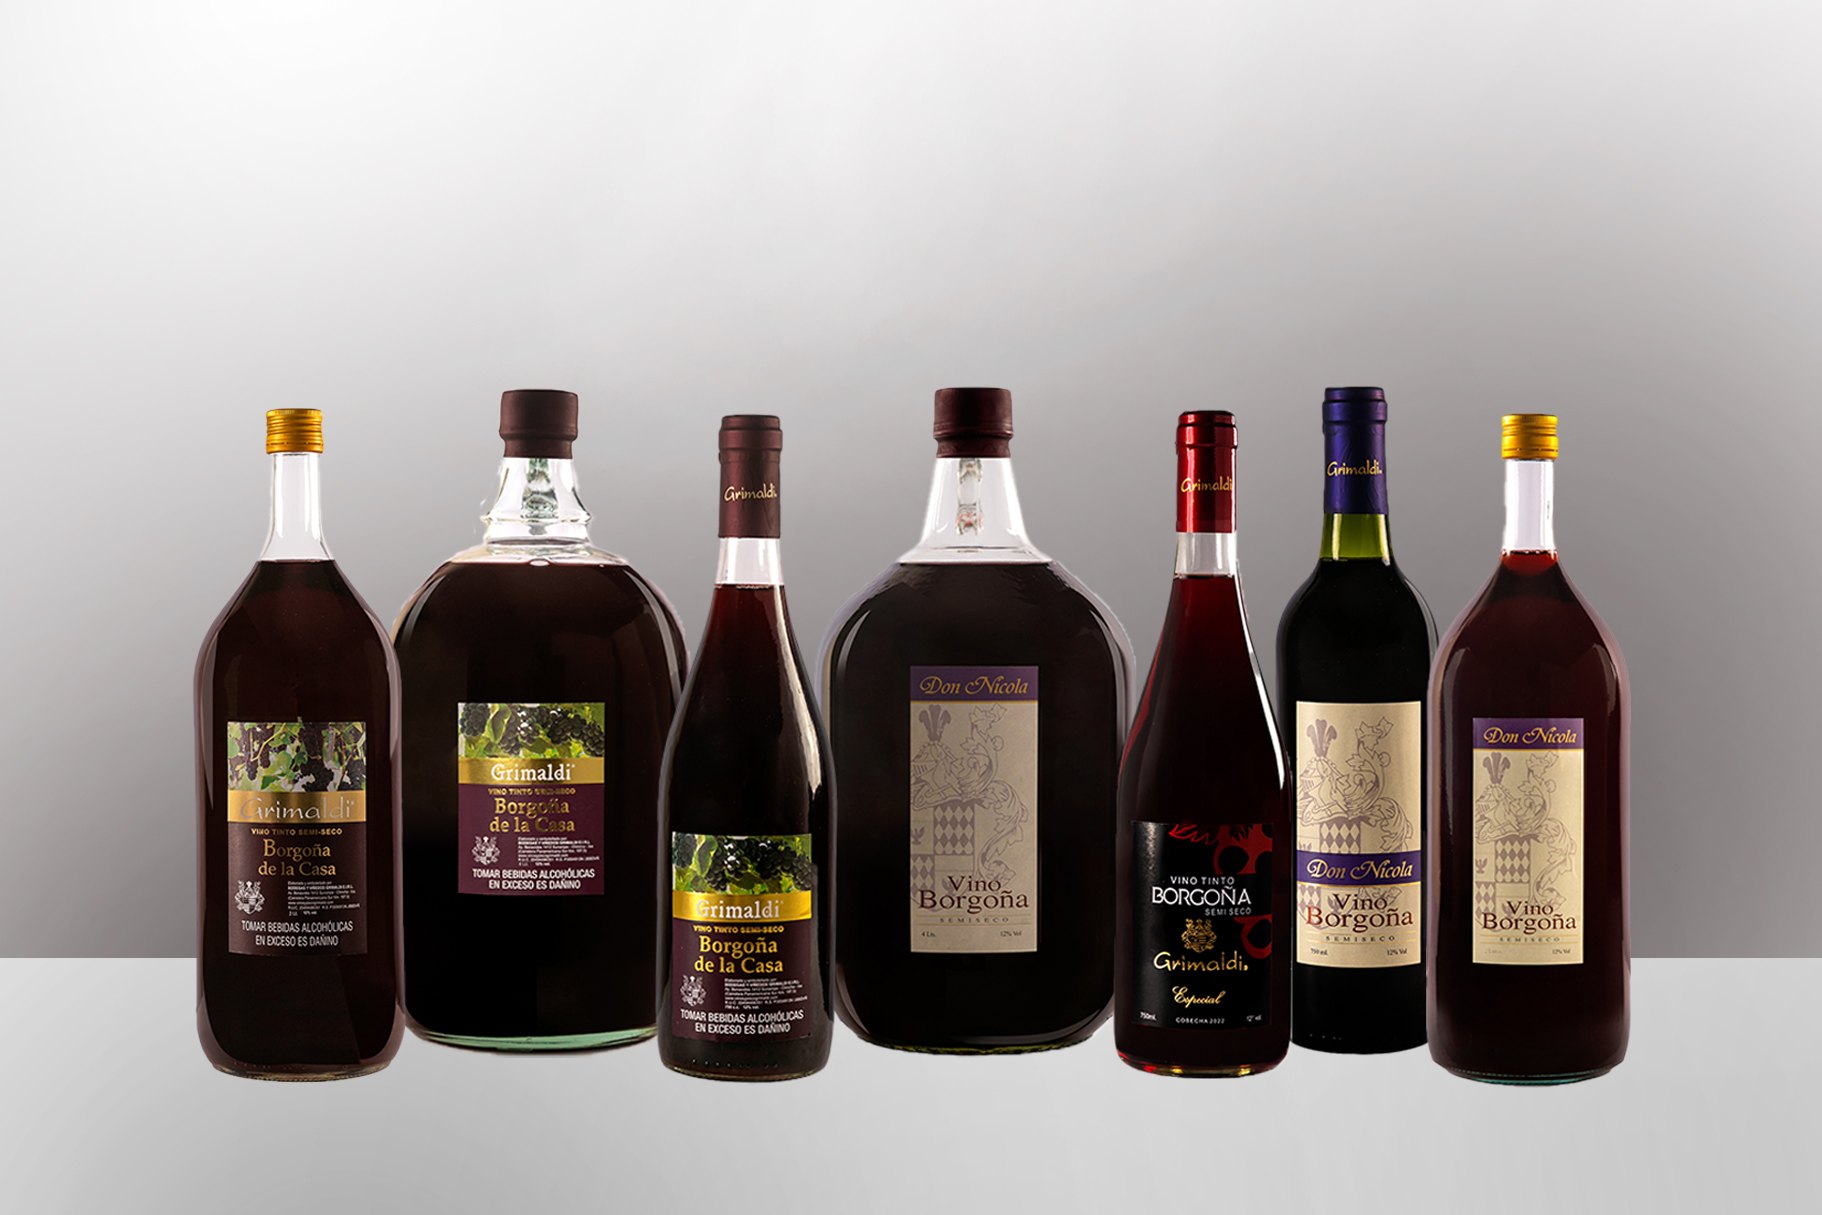 Grimaldi
VINO TINTO SEMI-SECO
Borgoña
de la Casa
TOMAR BEBIDAS ALCOHÓLICAS
EN EXCESO ES DAÑINO
Grimaldi
VINO TINTO SEMI-SECO
Borgoña
de la Casa
TOMAR BEBIDAS ALCOHÓLICAS
EN EXCESO ES DAÑINO
Grimaldi
Grimaldi
VINO TINTO SEMI-SECO
Borgoña
de la Casa
TOMAR BEBIDAS ALCOHÓLICAS
EN EXCESO ES DAÑINO
Don Nicola
Vino
Borgoña
SEMISECO
4 Lts. 12% Vol
Grimaldi
VINO TINTO
BORGOÑA
SEMI SECO
Grimaldi
Especial
750ml. COSECHA 2022 12° vol.
Grimaldi
Don Nicola
Vino
Borgoña
SEMISECO
750 ml. 12% Vol
Don Nicola
Vino
Borgoña
SEMISECO
12% Vol